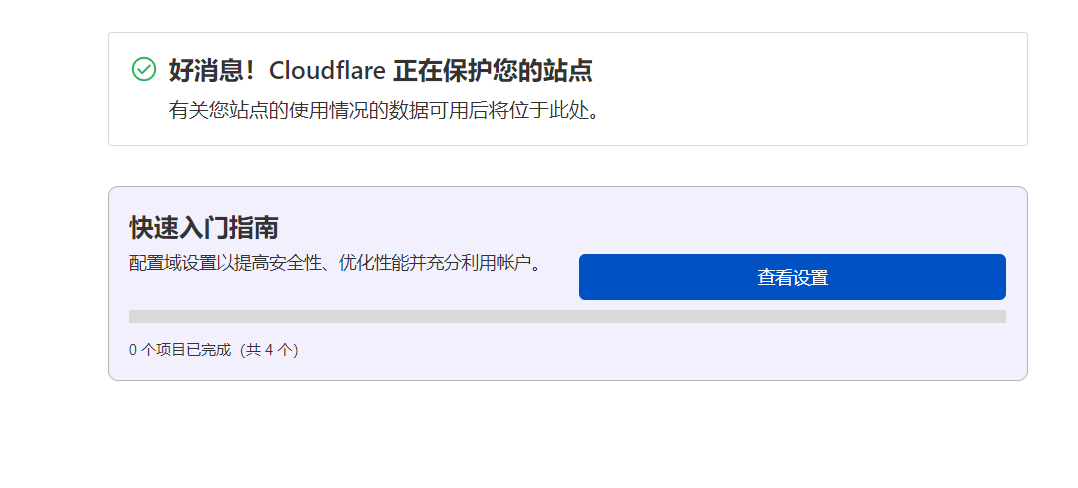 好消息！Cloudflare 正在保护您的站点
有关您站点的使用情况的数据可用后将位于此处。
快速入门指南
配置域设置以提高安全性、优化性能并充分利用帐户。
查看设置
0 个项目已完成（共 4 个）